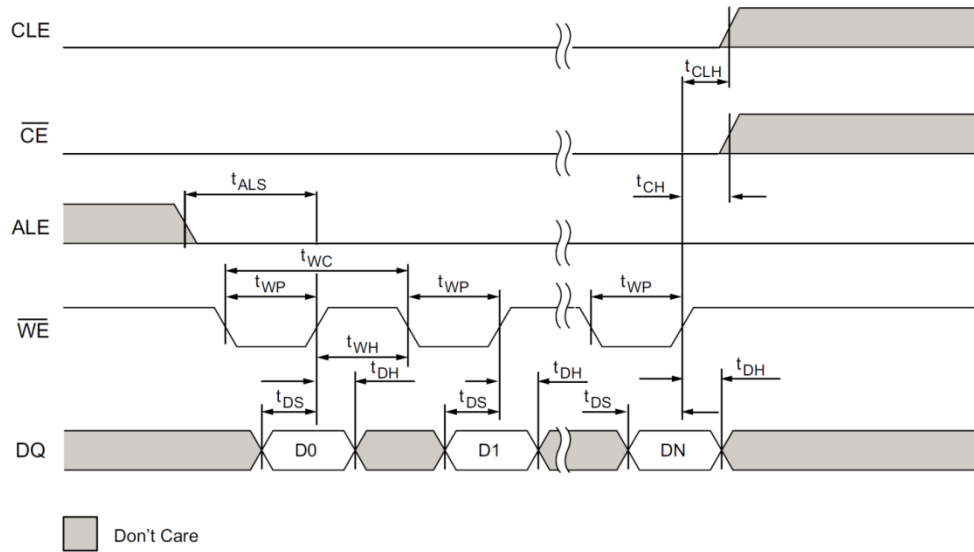 CLE
tCLH
CE
tCH
tALS
ALE
tWC
tWP tWP tWP
WE
tWH
tDH tDH tDH
tDS tDS tDS
DQ D0 D1 DN
Don't Care